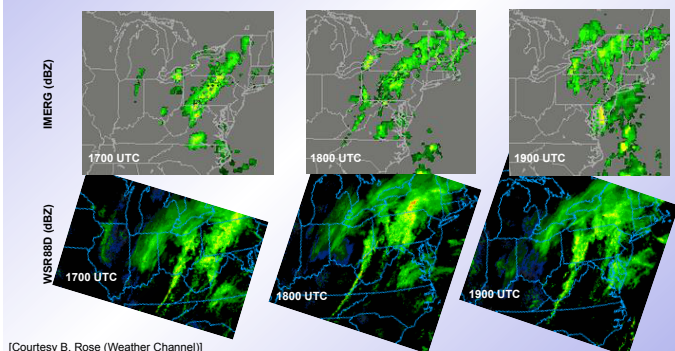 IMERG (dBZ)
1700 UTC
1800 UTC
1900 UTC
WSR88D (dBZ)
1700 UTC
1800 UTC
1900 UTC
[Courtesy B. Rose (Weather Channel)]